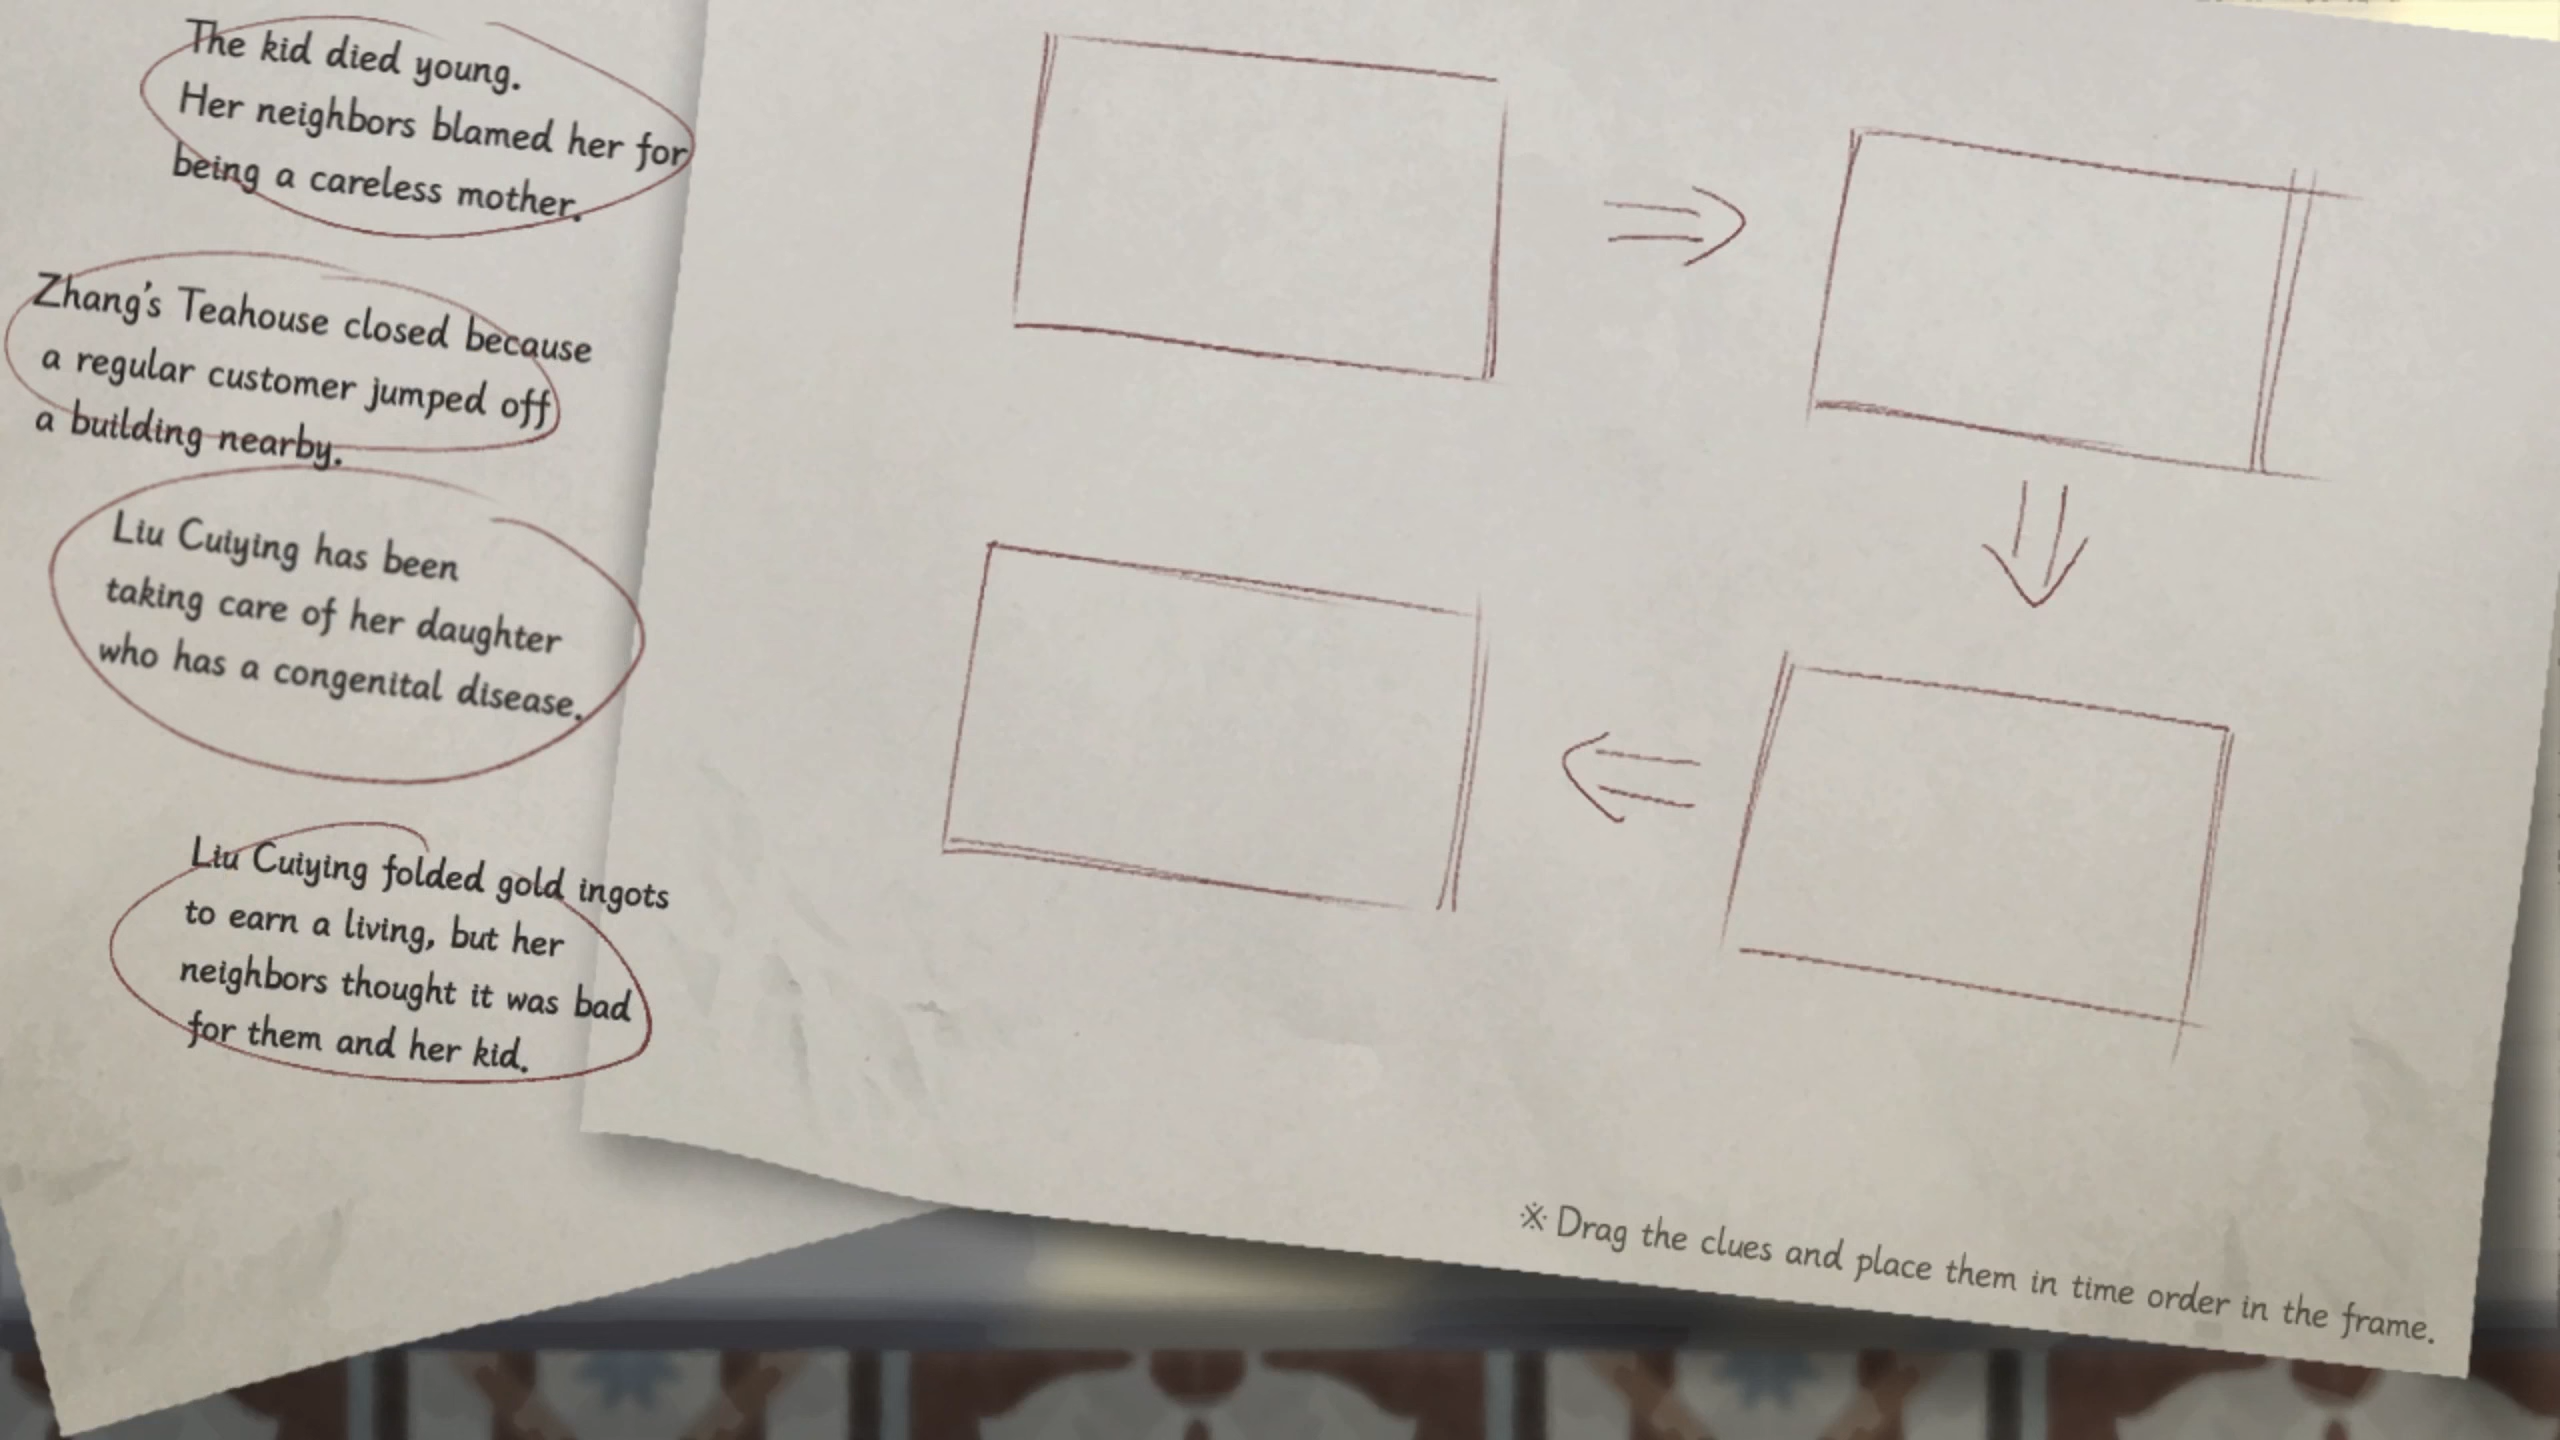 The kid died young.
Her neighbors blamed her for
being a careless mother.
Zhang's Teahouse closed because
a regular customer jumped off
a building nearby.
Liu Cuiying has been
taking care of her daughter
who has a congenital disease.
Liu Cuiying folded gold ingots
to earn a living, but her
neighbors thought it was bad
for them and her kid.
※ Drag the clues and place them in time order in the frame.